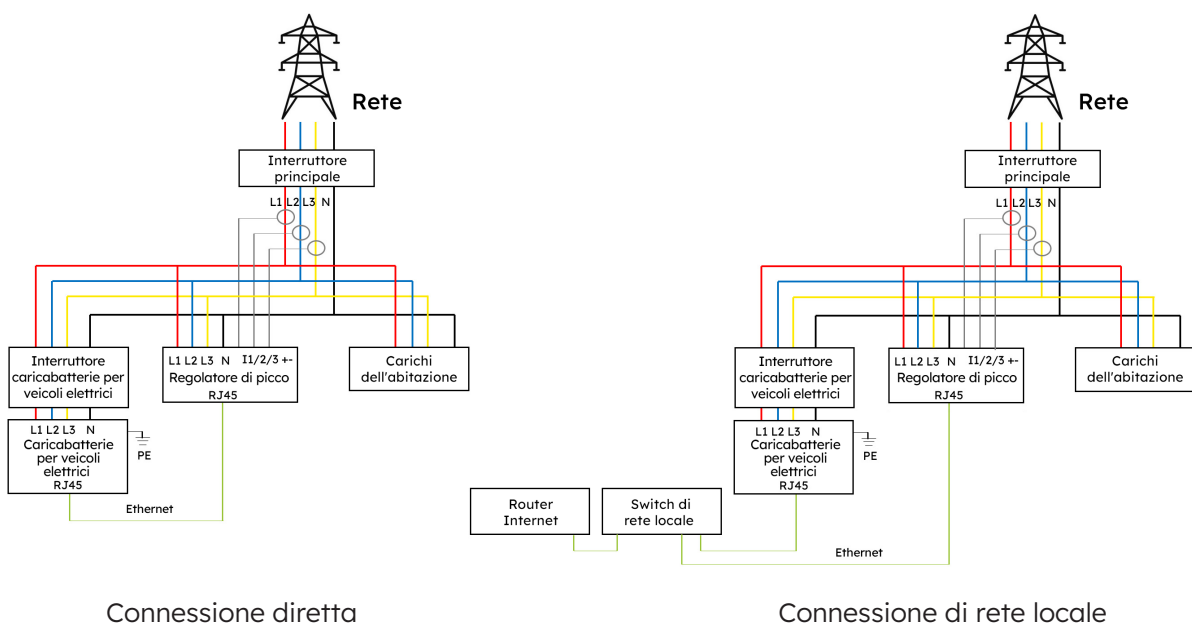 Rete
Interruttore
principale
L1 L2 L3 N
Interruttore
caricabatterie per
veicoli elettrici
L1 L2 L3 N I1/2/3 +-
Regolatore di picco
RJ45
Carichi
dell'abitazione
L1 L2 L3 N
Caricabatterie
per veicoli
elettrici
RJ45
PE
Ethernet
Connessione diretta
Rete
Interruttore
principale
L1 L2 L3 N
Interruttore
caricabatterie per
veicoli elettrici
L1 L2 L3 N I1/2/3 +-
Regolatore di picco
RJ45
Carichi
dell'abitazione
L1 L2 L3 N
Caricabatterie
per veicoli
elettrici
RJ45
PE
Router
Internet
Switch di
rete locale
Ethernet
Connessione di rete locale